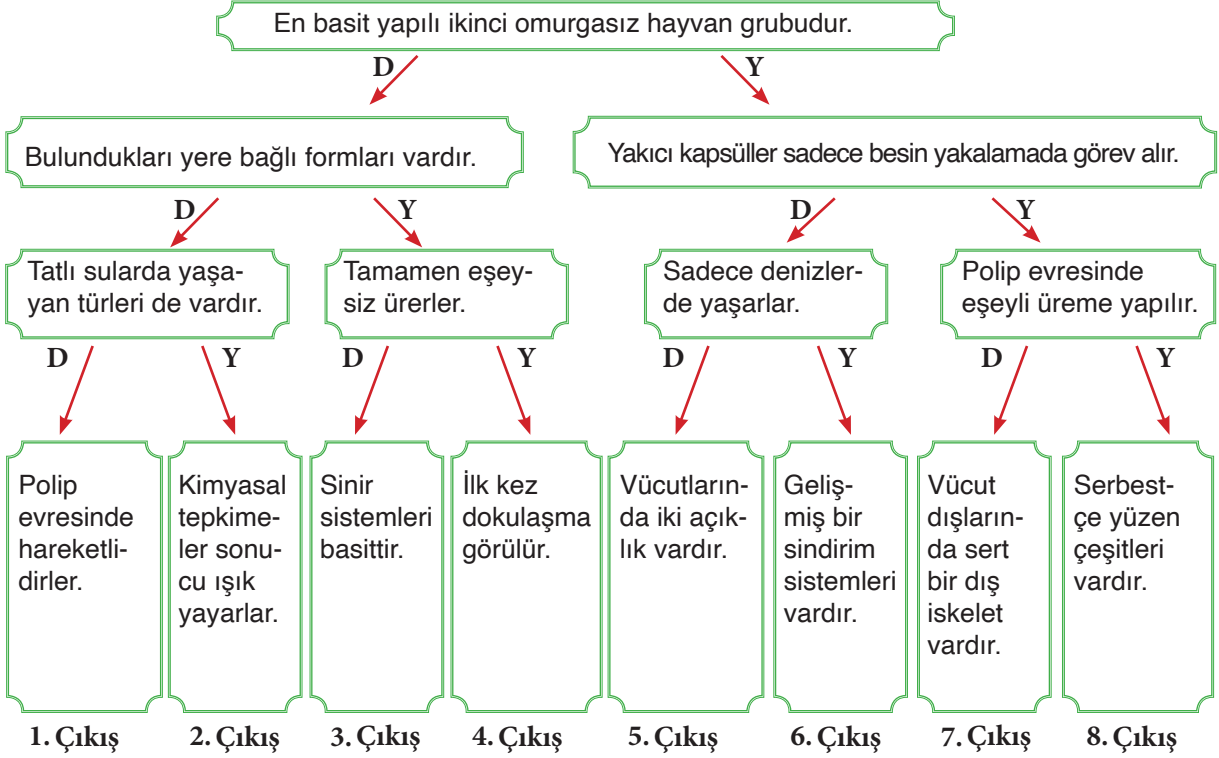 En basit yapılı ikinci omurgasız hayvan grubudur.
D
Y
Bulundukları yere bağlı formları vardır.
Yakıcı kapsüller sadece besin yakalamada görev alır.
D
Y
D
Y
Tatlı sularda yaşa-
yan türleri de vardır.
Tamamen eşey-
siz ürerler.
Sadece denizler-
de yaşarlar.
Polip evresinde
eşeyli üreme yapılır.
D
Y
D
Y
D
Y
D
Y
Polip
evresinde
hareketli-
dirler.
Kimyasal
tepkime-
ler sonu-
cu ışık
yayarlar.
Sinir
sistemleri
basittir.
İlk kez
dokulaşma
görülür.
Vücutların-
da iki açık-
lık vardır.
Geliş-
miş bir
sindirim
sistemleri
vardır.
Vücut
dışların-
da sert
bir dış
iskelet
vardır.
Serbest-
çe yüzen
çeşitleri
vardır.
1. Çıkış
2. Çıkış
3. Çıkış
4. Çıkış
5. Çıkış
6. Çıkış
7. Çıkış
8. Çıkış